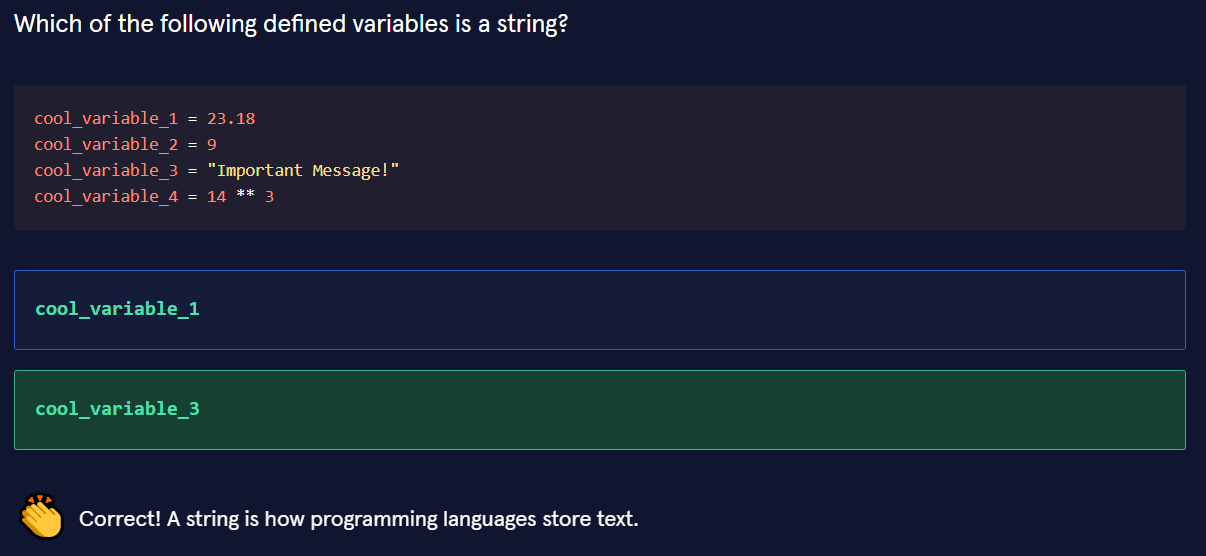 Which of the following defined variables is a string?
cool_variable_1 = 23.18
cool_variable_2 = 9
cool_variable_3 = "Important Message!"
cool_variable_4 = 14 ** 3
cool_variable_1
cool_variable_3
Correct! A string is how programming languages store text.